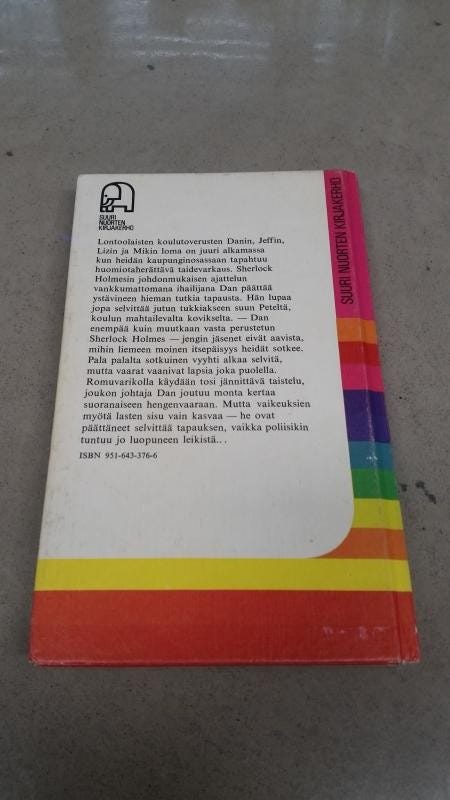 SUURI
NUORTEN
KIRJAKERHO
SUURI NUORTEN KIRJAKERHO
Lontoolaisten koulutoverusten Danin, Jeffin,
Lizin ja Mikin loma on juuri alkamassa
kun heidän kaupunginosassaan tapahtuu
huomiotaherättävä taidevarkaus. Sherlock
Holmesin johdonmukaisen ajattelun
vankkumattomana ihailijana Dan päättää
ystävineen hieman tutkia tapausta. Hän lupaa
jopa selvittää jutun tukkiakseen suun Peteltä,
koulun mahtailevalta kovikselta. — Dan
enempää kuin muutkaan vasta perustetun
Sherlock Holmes — jengin jäsenet eivät aavista,
mihin liemeen moinen itsepäisyys heidät sotkee.
Pala palalta sotkuinen vyyhti alkaa selvitä,
mutta vaarat vaanivat lapsia joka puolella.
Romuvarikolla käydään tosi jännittävä taistelu,
joukon johtaja Dan joutuu monta kertaa
suoranaiseen hengenvaaraan. Mutta vaikeuksien
myötä lasten sisu vain kasvaa — he ovat
päättäneet selvittää tapauksen, vaikka poliisikin
tuntuu jo luopuneen leikistä...
ISBN 951-643-376-6